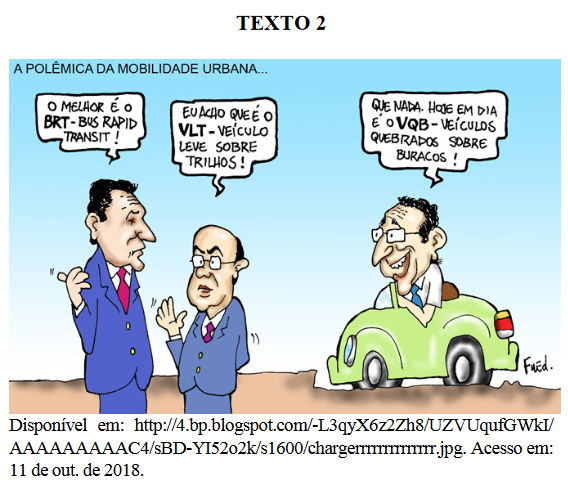 TEXTO 2
A POLÊMICA DA MOBILIDADE URBANA...
O MELHOR É O
BRT - BUS RAPID
TRANSIT!
EU ACHO QUE É O
VLT - VEÍCULO
LEVE SOBRE
TRILHOS!
QUE NADA. HOJE EM DIA
É O VQB - VEÍCULOS
QUEBRADOS SOBRE
BURACOS!
Fred.
Disponível em: http://4.bp.blogspot.com/-L3qyX6z2Zh8/UZVUqufGWkI/
AAAAAAAAAC4/sBD-YI52o2k/s1600/chargerrrrrrrrrrrrrr.jpg. Acesso em:
11 de out. de 2018.